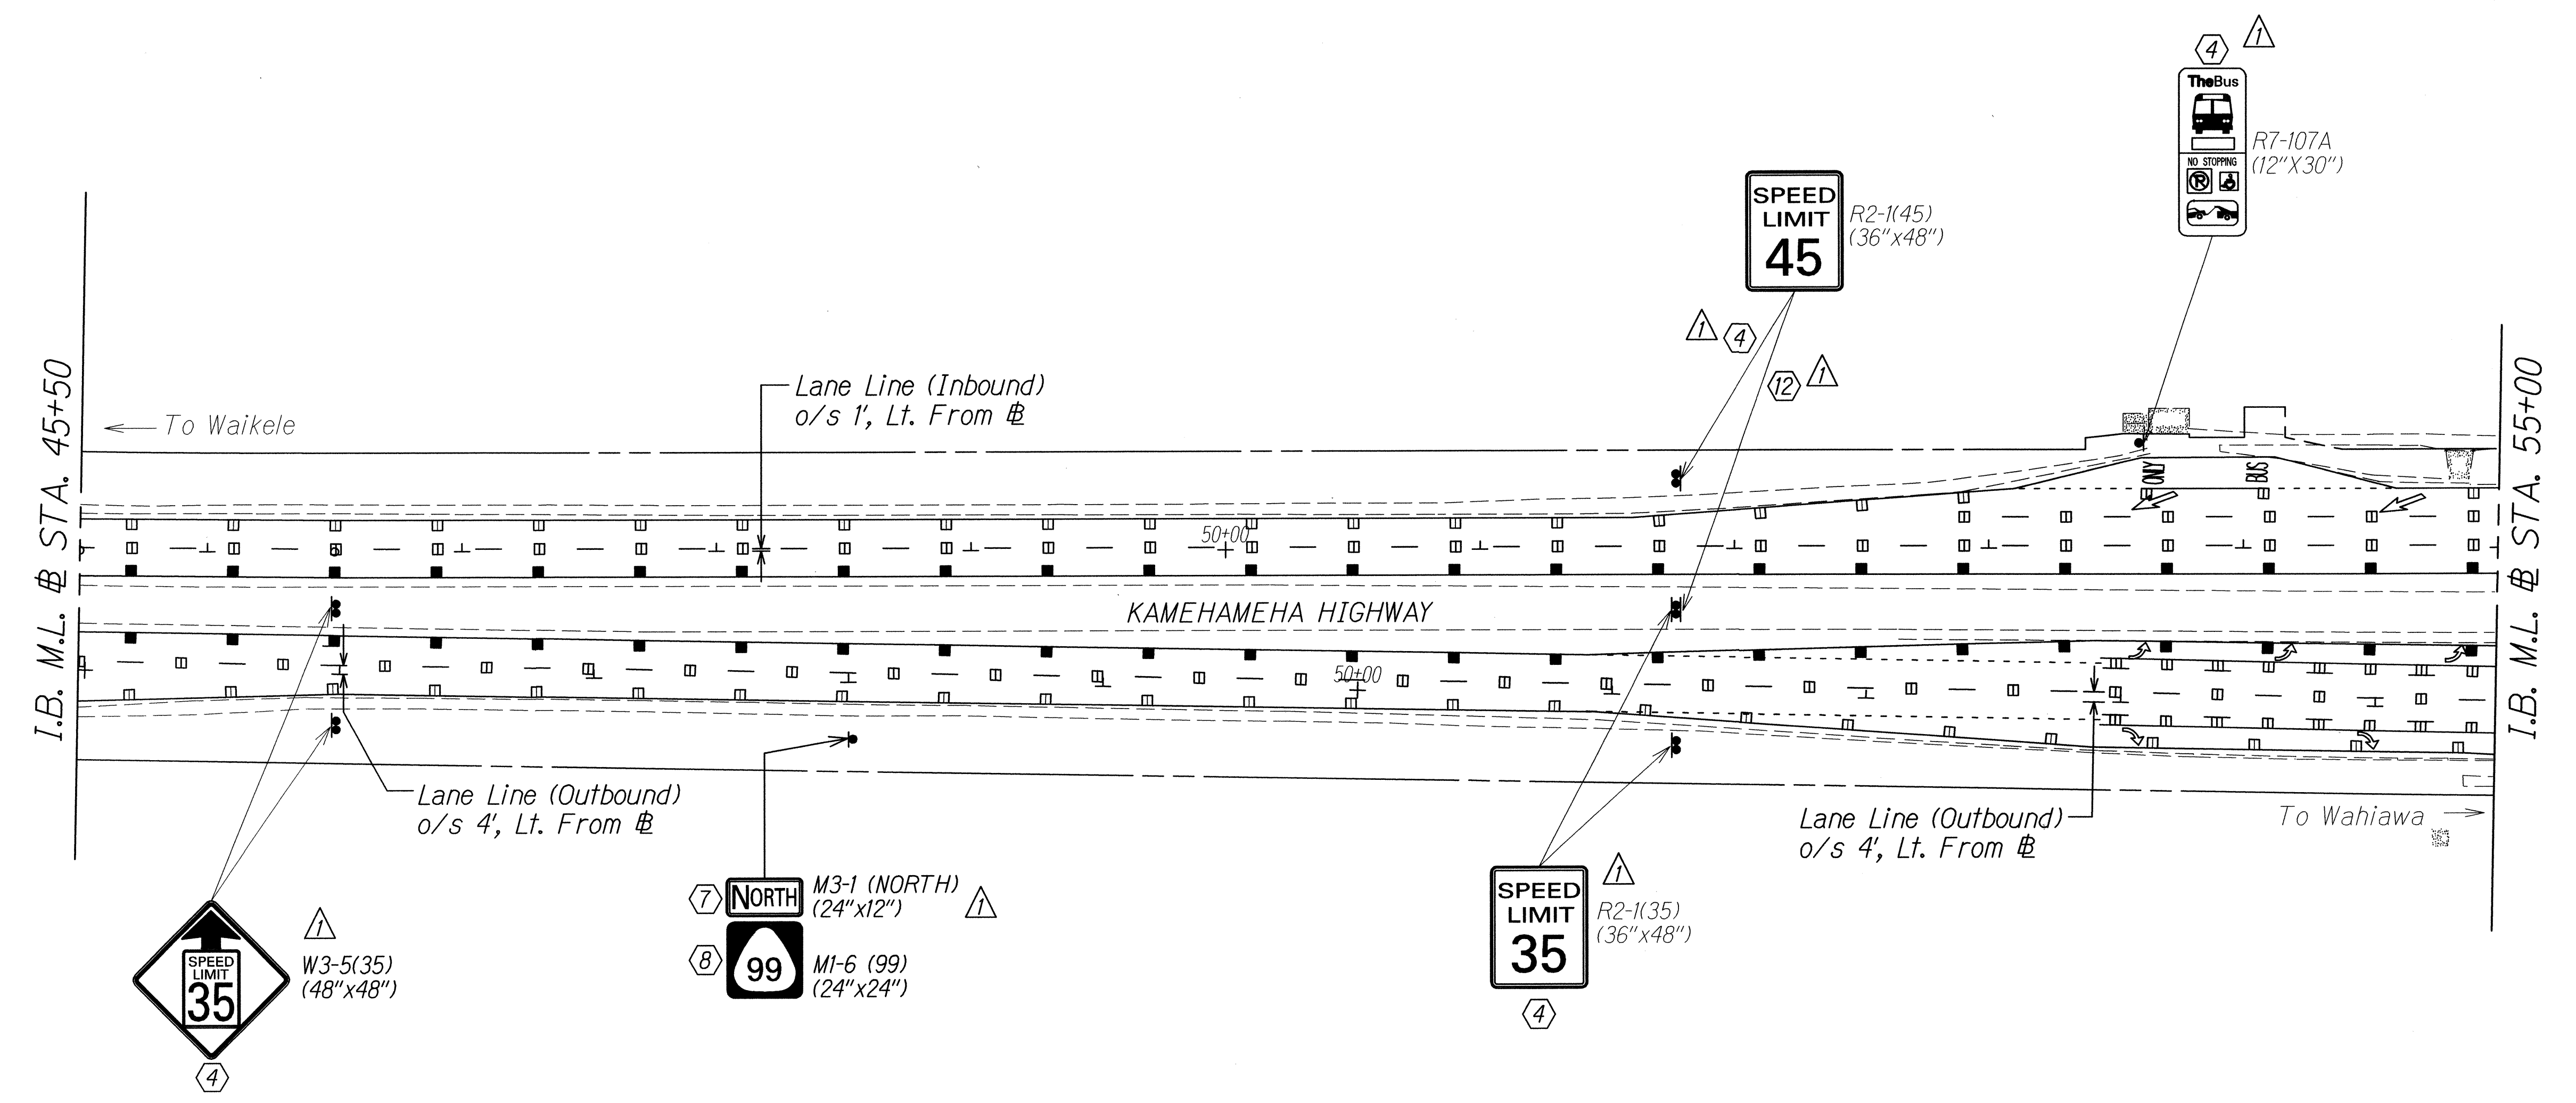 4
1
TheBus
NO STOPPING
R7-107A
(12"X30")
SPEED
LIMIT
45
R2-1(45)
(36"x48")
1
4
12
1
I.B. M.L. ℄ STA. 45+50
To Waikele
Lane Line (Inbound)
o/s 1', Lt. From ℄
ONLY
BUS
I.B. M.L. ℄ STA. 55+00
50+00
KAMEHAMEHA HIGHWAY
50+00
Lane Line (Outbound)
o/s 4', Lt. From ℄
Lane Line (Outbound)
o/s 4', Lt. From ℄
To Wahiawa
SPEED
LIMIT
35
1
W3-5(35)
(48"x48")
4
7
NORTH
M3-1 (NORTH)
(24"x12")
1
8
99
M1-6 (99)
(24"x24")
SPEED
LIMIT
35
1
R2-1(35)
(36"x48")
4